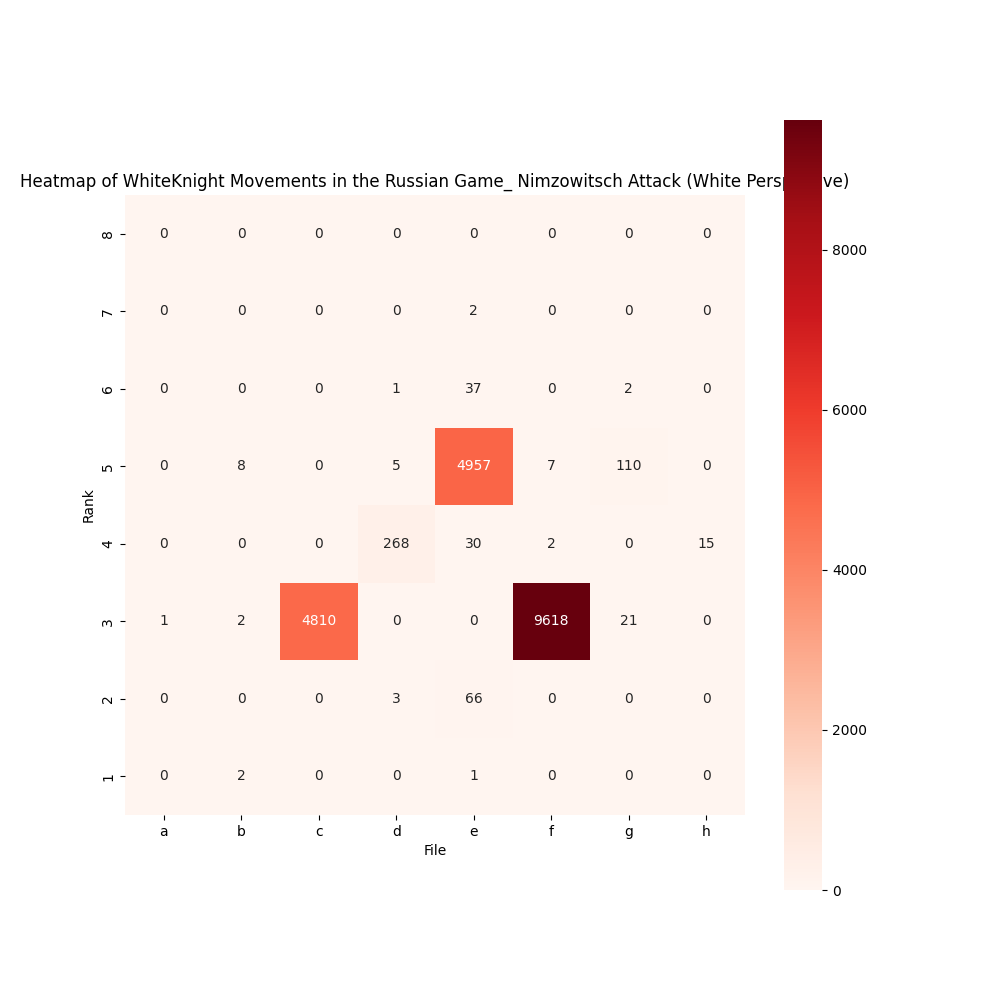 Heatmap of WhiteKnight Movements in the Russian Game_ Nimzowitsch Attack (White Pers ve)
8 0 0 0 0 0 0 0 0
7 0 0 0 0 2 0 0 0
6 0 0 0 1 37 0 2 0
5 0 8 0 5 4957 7 110 0
4 0 0 0 268 30 2 0 15
3 1 2 4810 0 0 9618 21 0
2 0 0 0 3 66 0 0 0
1 0 2 0 0 1 0 0 0
a b c d e f g h
Rank
File
8000
6000
4000
2000
0